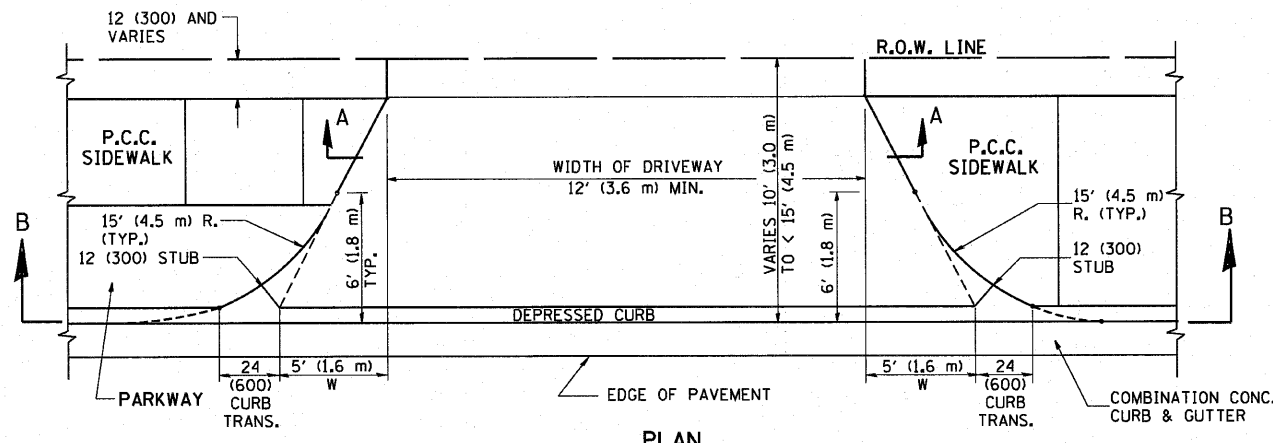 12 (300) AND
VARIES
R.O.W. LINE
A
A
P.C.C.
SIDEWALK
WIDTH OF DRIVEWAY
12' (3.6 m) MIN.
VARIES 10' (3.0 m)
TO < 15' (4.5 m)
P.C.C.
SIDEWALK
B
15' (4.5 m) R.
(TYP.)
12 (300) STUB
6' (1.8 m)
TYP.
6' (1.8 m)
15' (4.5 m)
R. (TYP.)
12 (300)
STUB
B
DEPRESSED CURB
PARKWAY
24
(600)
CURB
TRANS.
5' (1.6 m)
W
EDGE OF PAVEMENT
5' (1.6 m)
W
24
(600)
CURB
TRANS.
COMBINATION CONC.
CURB & GUTTER
PLAN